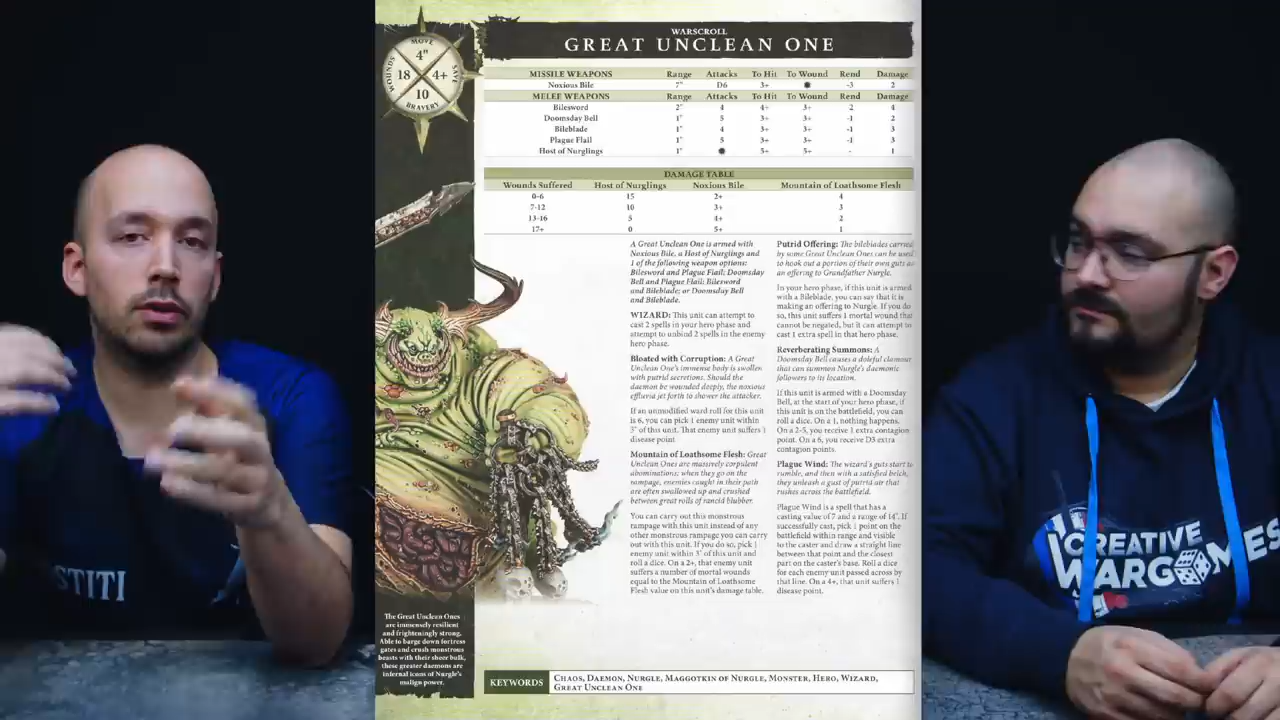 WARSCROLL
GREAT UNCLEAN ONE
MOVE
4"
WOUNDS 18 4+ SAVE
10
BRAVERY
MISSILE WEAPONS Range Attacks To Hit To Wound Rend Damage
Noxious Bile 7" D6 3+ ✹ -3 2
MELEE WEAPONS Range Attacks To Hit To Wound Rend Damage
Bilesword 2" 4 4+ 3+ 2 4
Doomsday Bell 1" 5 3+ 3+ -1 2
Bileblade 1" 4 3+ 3+ -1 3
Plague Flail 1" 5 3+ 3+ -1 3
Host of Nurglings 1" ✹ 5+ 5+ - 1
DAMAGE TABLE
Wounds Suffered Host of Nurglings Noxious Bile Mountain of Loathsome Flesh
0-6 15 2+ 4
7-12 10 3+ 3
13-16 5 4+ 2
17+ 0 5+ 1
A Great Unclean One is armed with
Noxious Bile, a Host of Nurglings and
1 of the following weapon options:
Bilesword and Plague Flail; Doomsday
Bell and Plague Flail; Bilesword
and Bileblade; or Doomsday Bell
and Bileblade.
WIZARD: This unit can attempt to
cast 2 spells in your hero phase and
attempt to unbind 2 spells in the enemy
hero phase.
Bloated with Corruption: A Great
Unclean One's immense body is swollen
with putrid secretions. Should the
daemon be wounded deeply, the noxious
effluvia jet forth to shower the attacker.
If an unmodified ward roll for this unit
is 6, you can pick 1 enemy unit within
3" of this unit. That enemy unit suffers 1
disease point
Mountain of Loathsome Flesh: Great
Unclean Ones are massively corpulent
abominations; when they go on the
rampage, enemies caught in their path
are often swallowed up and crushed
between great rolls of rancid blubber.
You can carry out this monstrous
rampage with this unit instead of any
other monstrous rampage you can carry
out with this unit. If you do so, pick 1
enemy unit within 3" of this unit and
roll a dice. On a 2+, that enemy unit
suffers a number of mortal wounds
equal to the Mountain of Loathsome
Flesh value on this unit's damage table.
Putrid Offering: The bileblades carried
by some Great Unclean Ones can be used
to hook out a portion of their own guts as
an offering to Grandfather Nurgle.
In your hero phase, if this unit is armed
with a Bileblade, you can say that it is
making an offering to Nurgle. If you do
so, this unit suffers 1 mortal wound that
cannot be negated, but it can attempt to
cast 1 extra spell in that hero phase.
Reverberating Summons: A
Doomsday Bell causes a doleful clamour
that can summon Nurgle's daemonic
followers to its location.
If this unit is armed with a Doomsday
Bell, at the start of your hero phase, if
this unit is on the battlefield, you can
roll a dice. On a 1, nothing happens.
On a 2-5, you receive 1 extra contagion
point. On a 6, you receive D3 extra
contagion points.
Plague Wind: The wizard's guts start to
rumble, and then with a satisfied belch,
they unleash a gust of putrid air that
rushes across the battlefield.
Plague Wind is a spell that has a
casting value of 7 and a range of 14". If
successfully cast, pick 1 point on the
battlefield within range and visible
to the caster and draw a straight line
between that point and the closest
part on the caster's base. Roll a dice
for each enemy unit passed across by
that line. On a 4+, that unit suffers 1
disease point.
The Great Unclean Ones
are immensely resilient
and frighteningly strong.
Able to barge down fortress
gates and crush monstrous
beasts with their sheer bulk,
these greater daemons are
infernal icons of Nurgle's
malign power.
KEYWORDS
CHAOS, DAEMON, NURGLE, MAGGOTKIN OF NURGLE, MONSTER, HERO, WIZARD,
GREAT UNCLEAN ONE
STITI
CREATIVE
WARGAMES